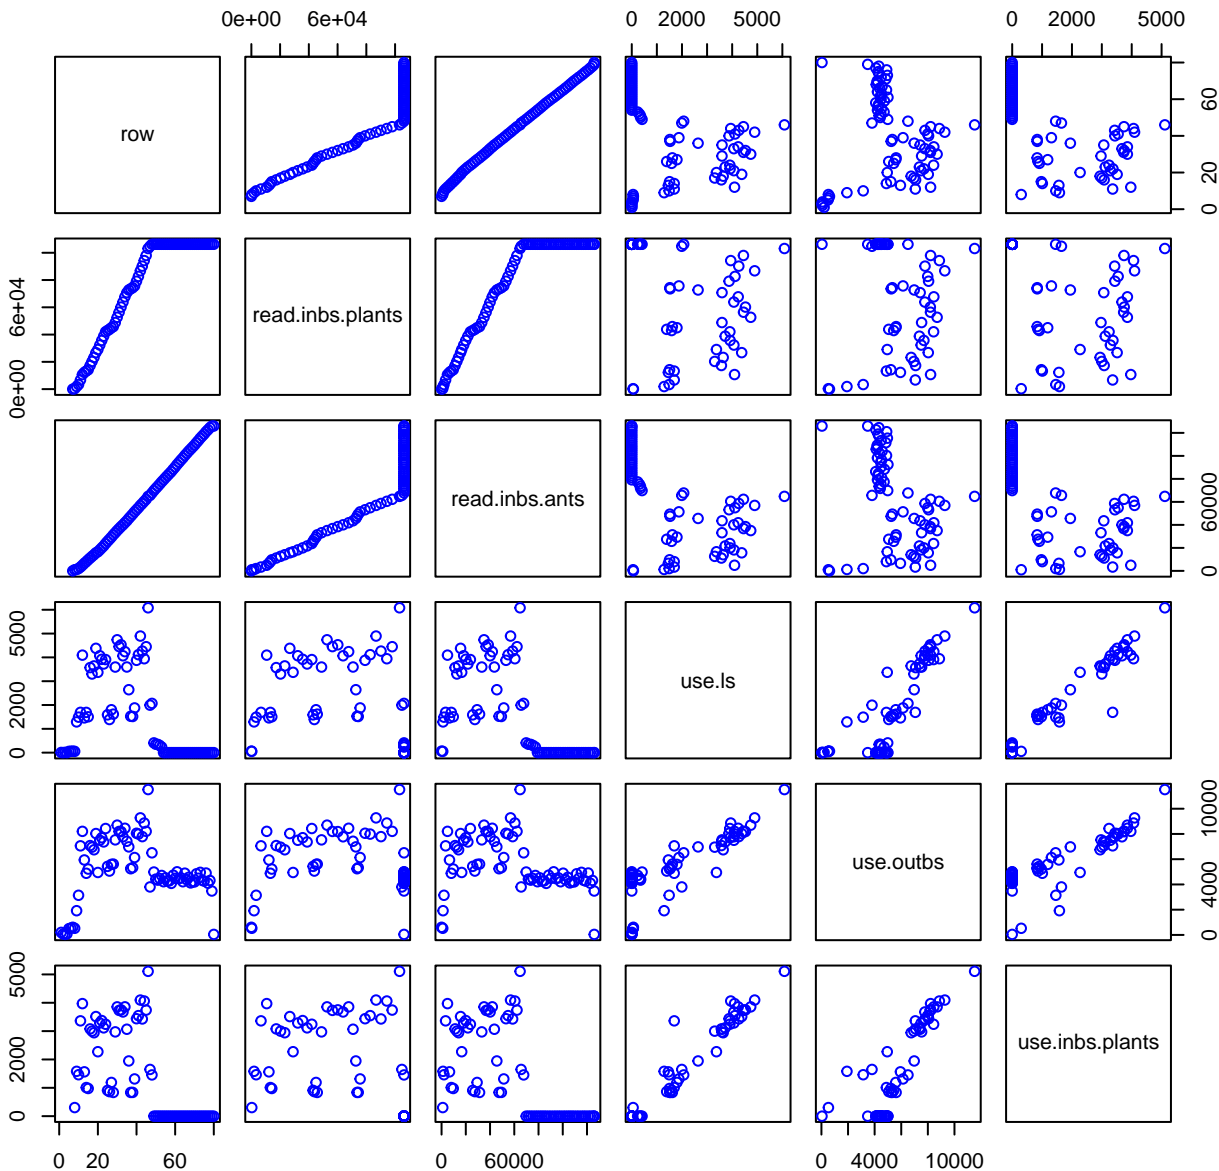 0e+00 6e+04 0 2000 5000 0 2000 5000
row
0 20 60
0e+00 6e+04
read.inbs.plants
read.inbs.ants
0 60000
0 2000 5000
use.ls
use.outbs
0 4000 10000
0 2000 5000
use.inbs.plants
0 20 60 0 60000 0 4000 10000